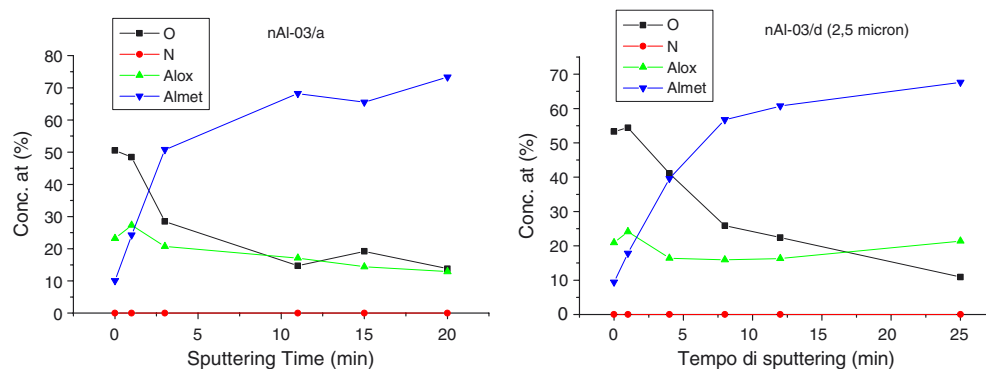 nAl-03/a
O
N
Alox
Almet
80
70
60
50
40
30
20
10
0
Conc. at (%)
0 5 10 15 20
Sputtering Time (min)
nAl-03/d (2,5 micron)
O
N
Alox
Almet
70
60
50
40
30
20
10
0
Conc. at (%)
0 5 10 15 20 25
Tempo di sputtering (min)